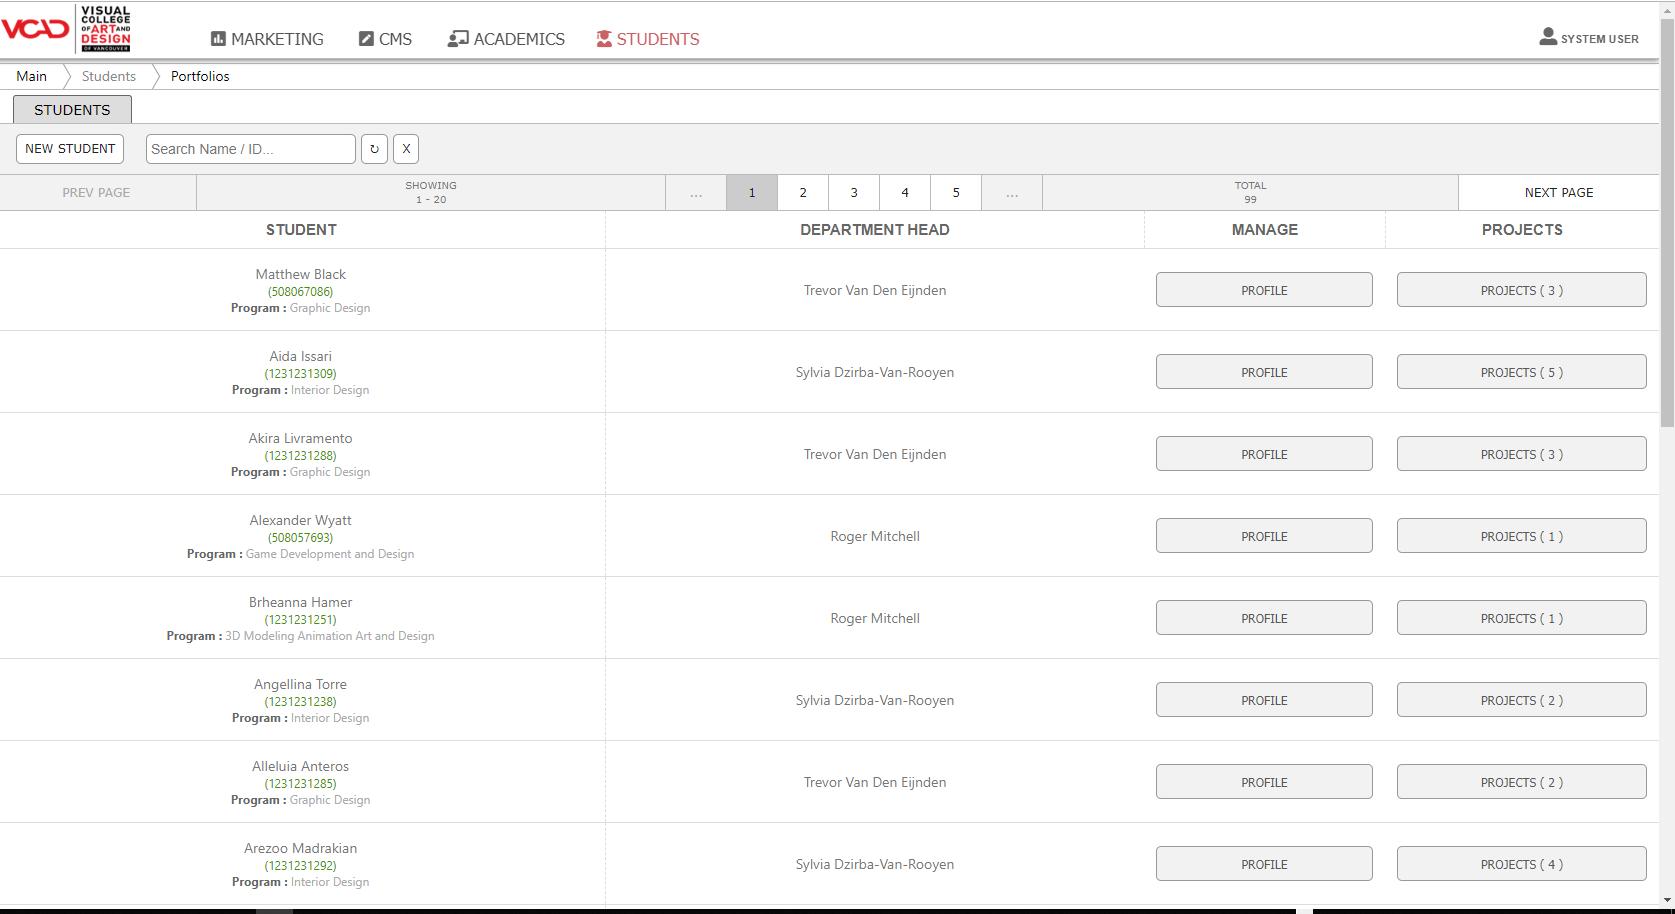 VCAD
VISUAL
COLLEGE
OF ART AND
DESIGN
OF VANCOUVER
MARKETING
CMS
ACADEMICS
STUDENTS
SYSTEM USER
Main
Students
Portfolios
STUDENTS
NEW STUDENT
Search Name / ID...
↻
X
PREV PAGE
SHOWING
1 - 20
...
1
2
3
4
5
...
TOTAL
99
NEXT PAGE
STUDENT
DEPARTMENT HEAD
MANAGE
PROJECTS
Matthew Black
(508067086)
Program : Graphic Design
Trevor Van Den Eijnden
PROFILE
PROJECTS ( 3 )
Aida Issari
(1231231309)
Program : Interior Design
Sylvia Dzirba-Van-Rooyen
PROFILE
PROJECTS ( 5 )
Akira Livramento
(1231231288)
Program : Graphic Design
Trevor Van Den Eijnden
PROFILE
PROJECTS ( 3 )
Alexander Wyatt
(508057693)
Program : Game Development and Design
Roger Mitchell
PROFILE
PROJECTS ( 1 )
Brheanna Hamer
(1231231251)
Program : 3D Modeling Animation Art and Design
Roger Mitchell
PROFILE
PROJECTS ( 1 )
Angellina Torre
(1231231238)
Program : Interior Design
Sylvia Dzirba-Van-Rooyen
PROFILE
PROJECTS ( 2 )
Alleluia Anteros
(1231231285)
Program : Graphic Design
Trevor Van Den Eijnden
PROFILE
PROJECTS ( 2 )
Arezoo Madrakian
(1231231292)
Program : Interior Design
Sylvia Dzirba-Van-Rooyen
PROFILE
PROJECTS ( 4 )